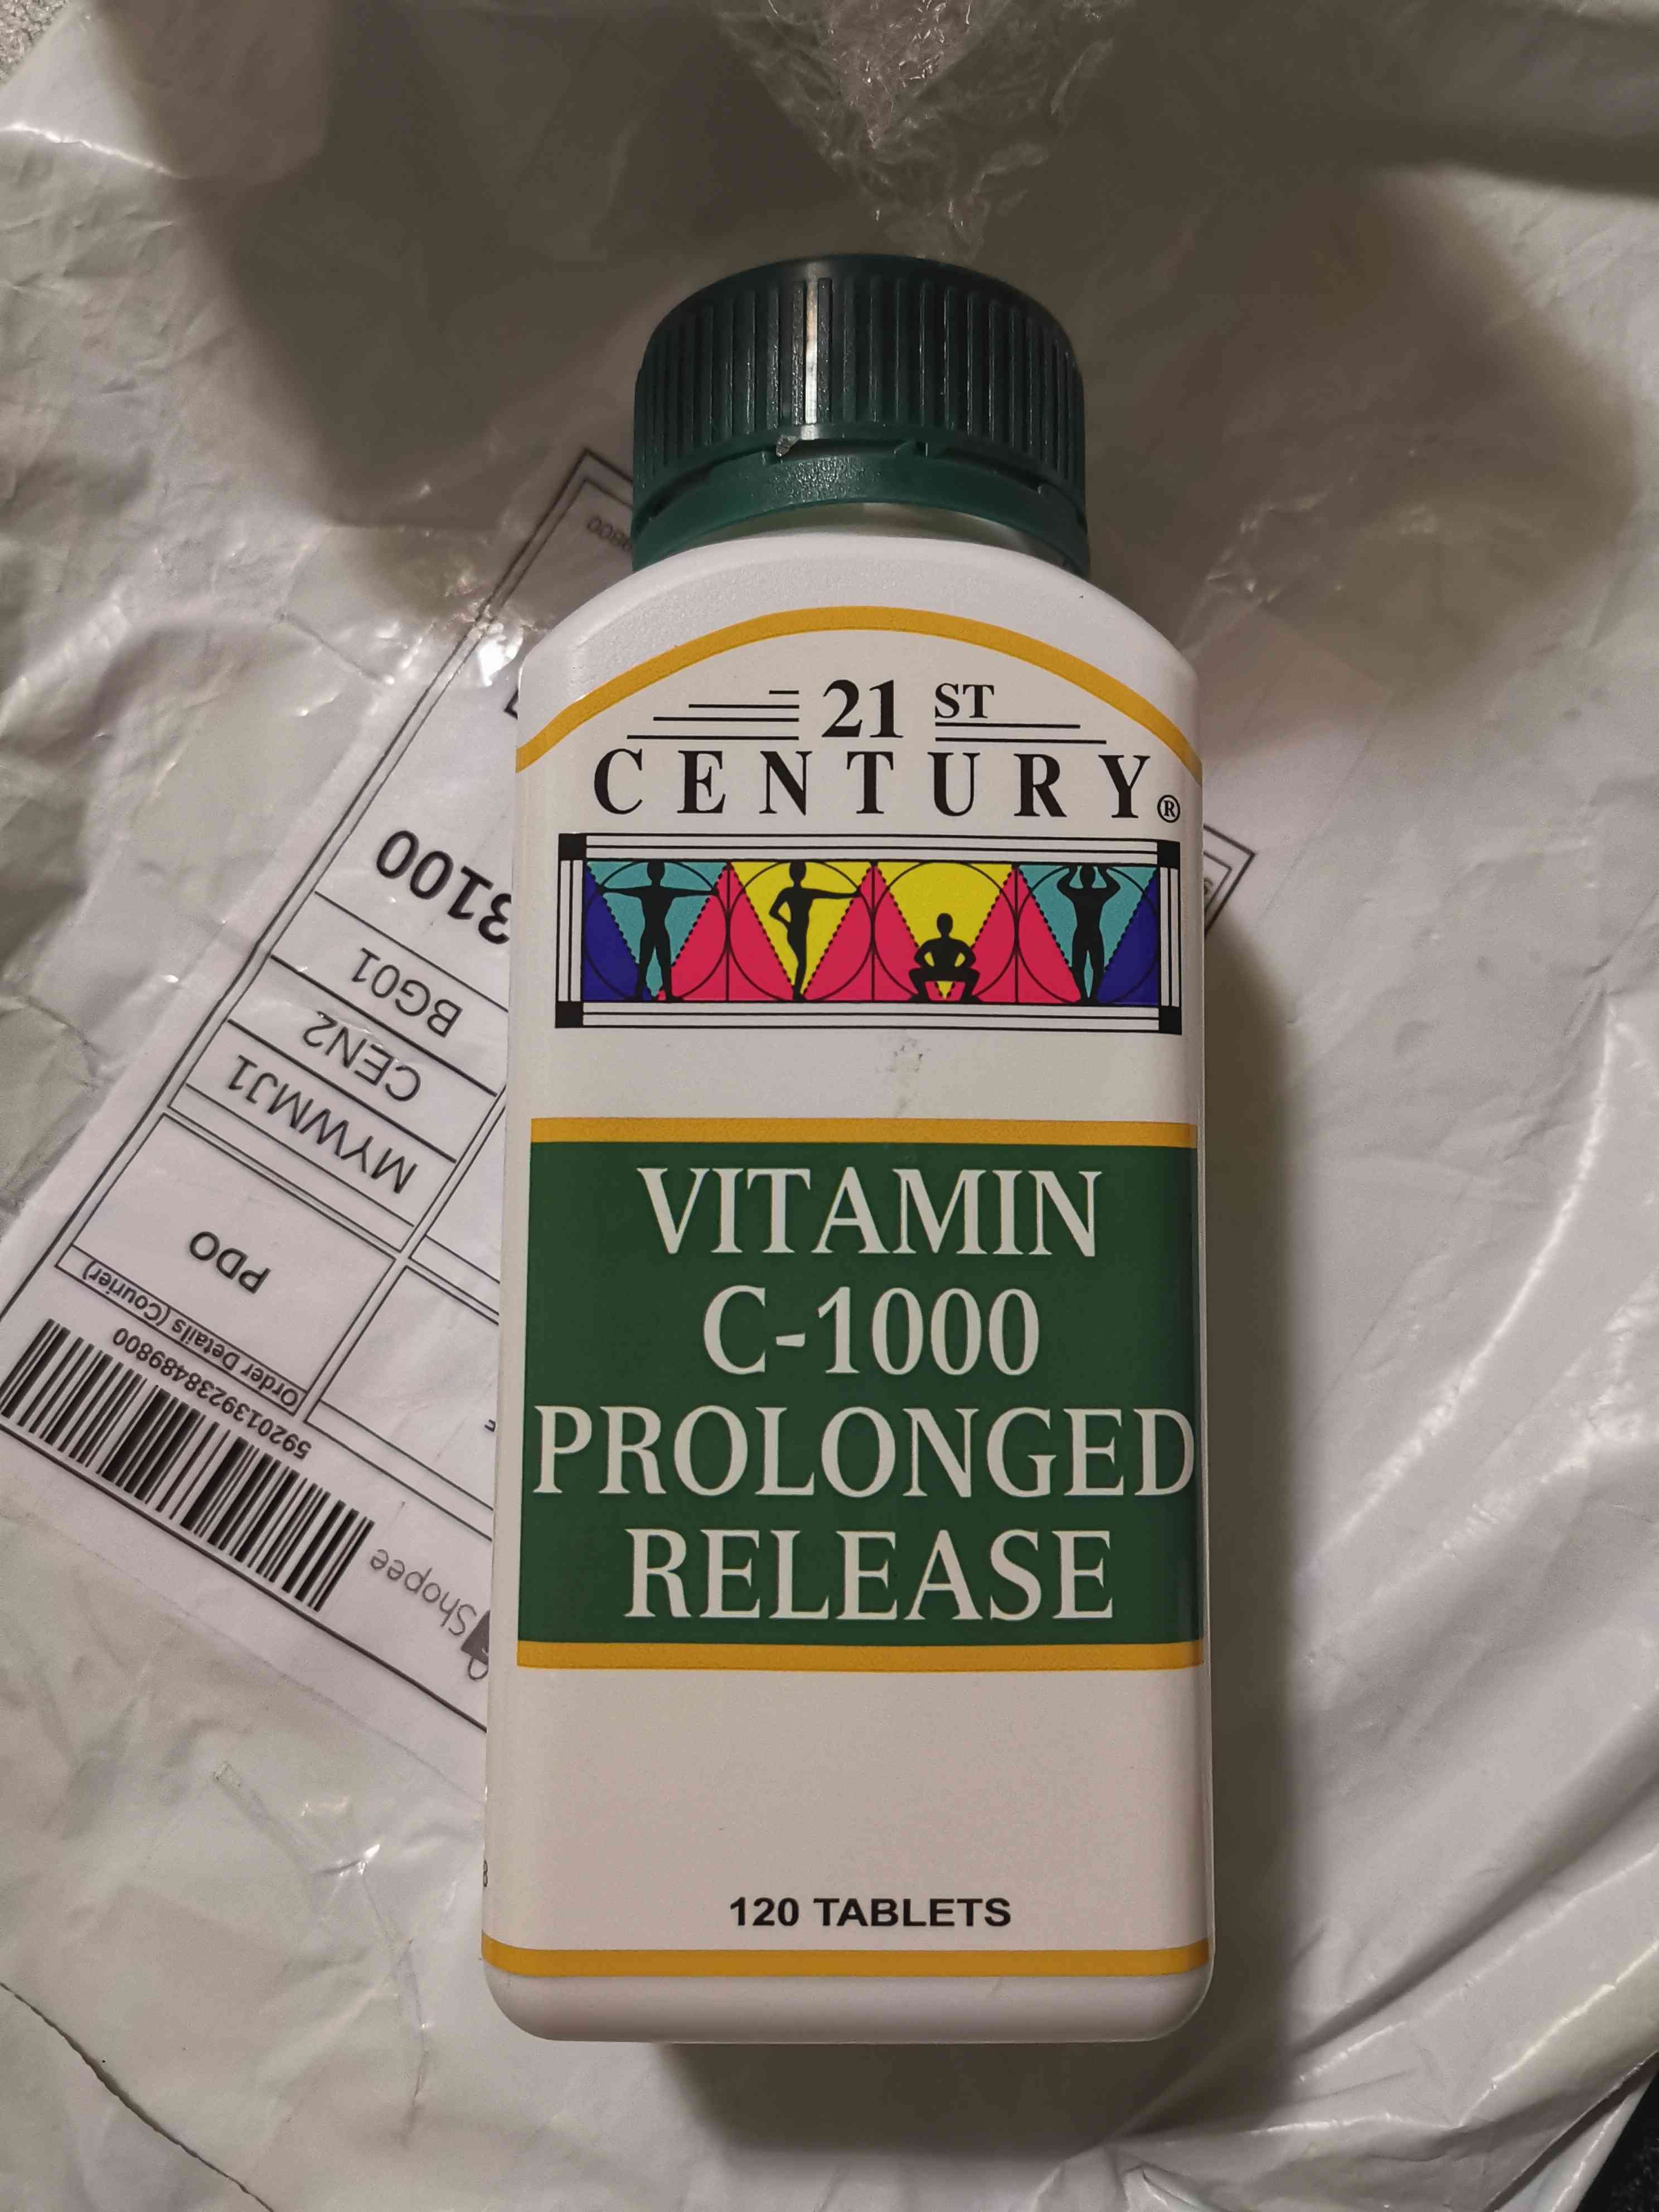 21 ST
CENTURY®
VITAMIN
C-1000
PROLONGED
RELEASE
120 TABLETS
Shopee
592013923848980​0
Order Details (Courier)
PDO
MYWMJ1
CEN2
BG01
3100